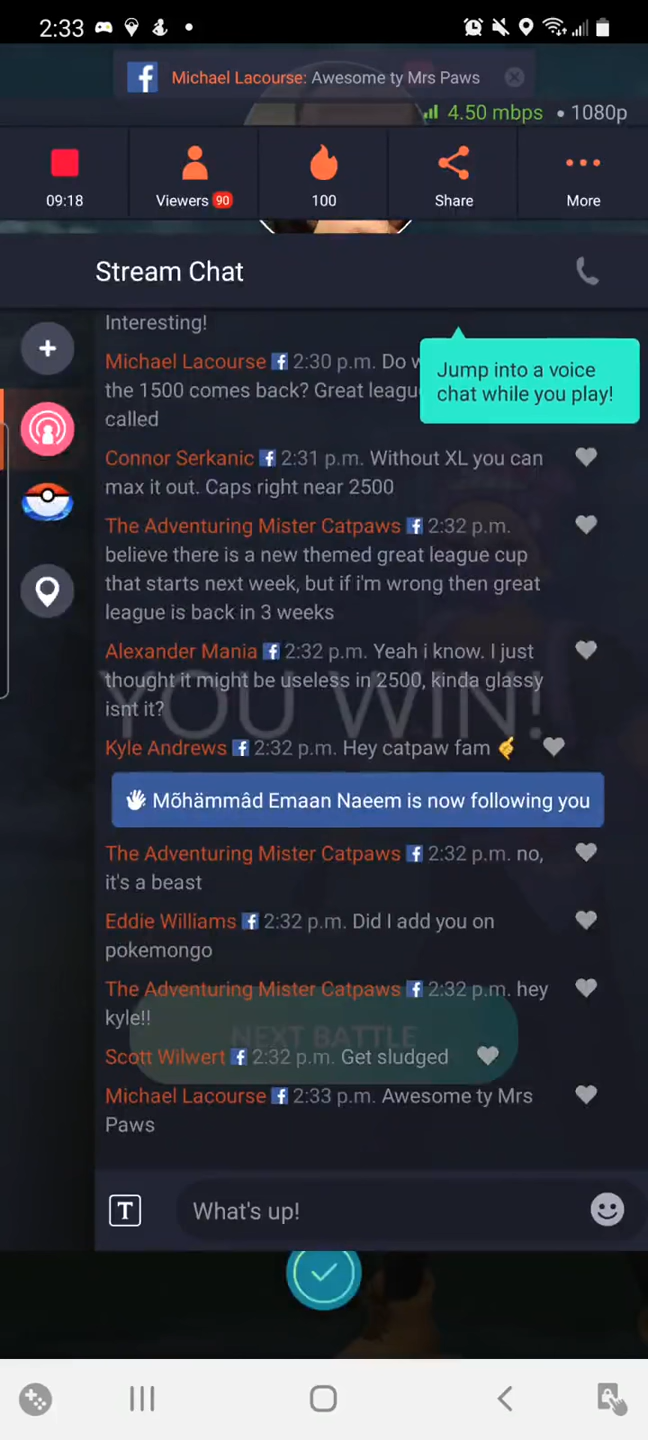 2:33
Michael Lacourse: Awesome ty Mrs Paws
4.50 mbps • 1080p
09:18
Viewers 90
100
Share
More
Stream Chat
Interesting!
Jump into a voice
chat while you play!
Michael Lacourse 2:30 p.m. Do
the 1500 comes back? Great
called
Connor Serkanic 2:31 p.m. Without XL you can
max it out. Caps right near 2500
The Adventuring Mister Catpaws 2:32 p.m.
believe there is a new themed great league cup
that starts next week, but if i'm wrong then great
league is back in 3 weeks
Alexander Mania 2:32 p.m. Yeah i know. I just
thought it might be useless in 2500, kinda glassy
isnt it?
YOU WIN!
Kyle Andrews 2:32 p.m. Hey catpaw fam
Mõhämmâd Emaan Naeem is now following you
The Adventuring Mister Catpaws 2:32 p.m. no,
it's a beast
Eddie Williams 2:32 p.m. Did I add you on
pokemongo
The Adventuring Mister Catpaws 2:32 p.m. hey
kyle!!
NEXT BATTLE
Scott Wilwert 2:32 p.m. Get sludged
Michael Lacourse 2:33 p.m. Awesome ty Mrs
Paws
T
What's up!